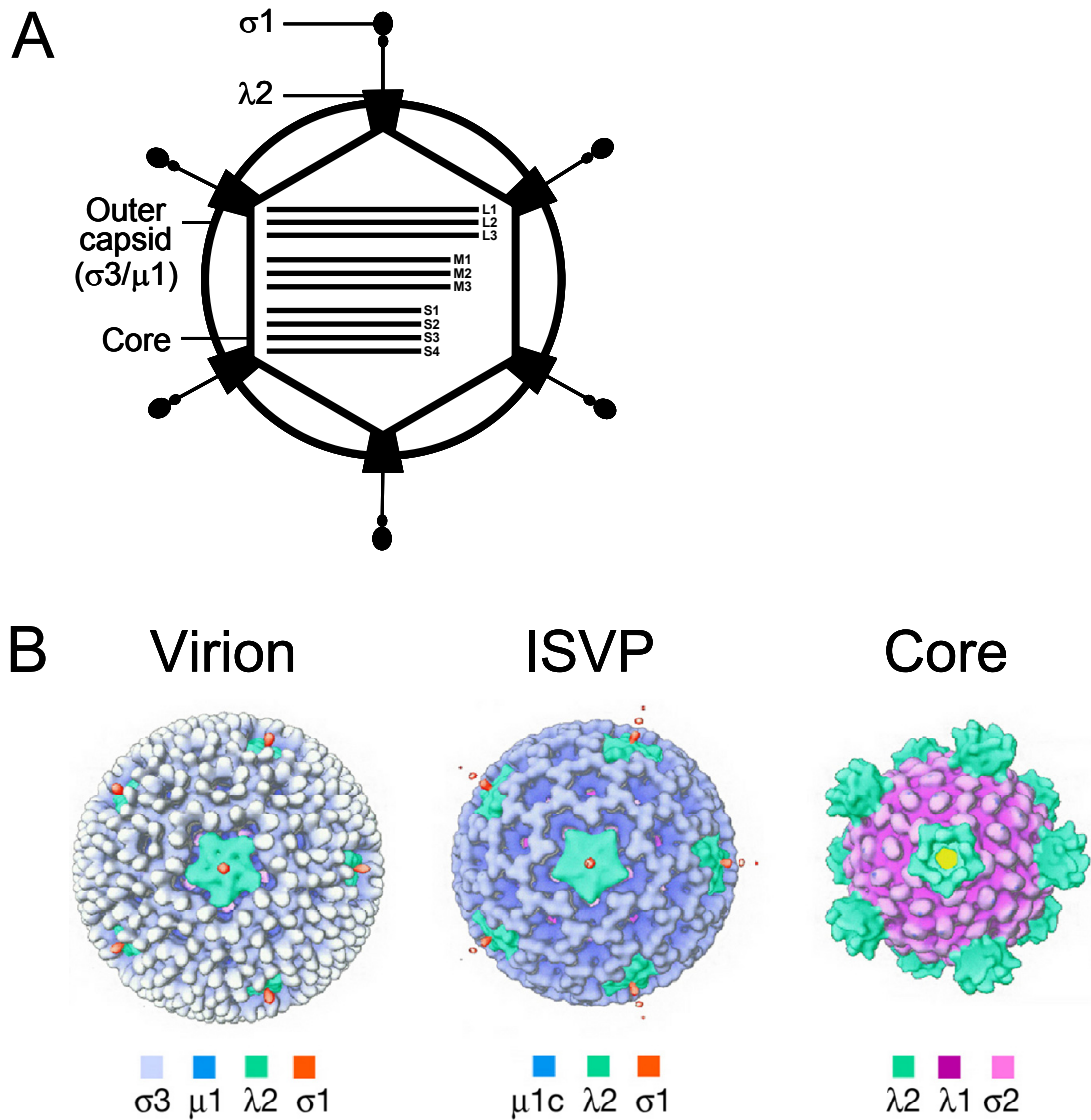 A
σ1
λ2
Outer
capsid
(σ3/μ1)
Core
L1
L2
L3
M1
M2
M3
S1
S2
S3
S4
B
Virion ISVP Core
σ3 μ1 λ2 σ1 μ1c λ2 σ1 λ2 λ1 σ2